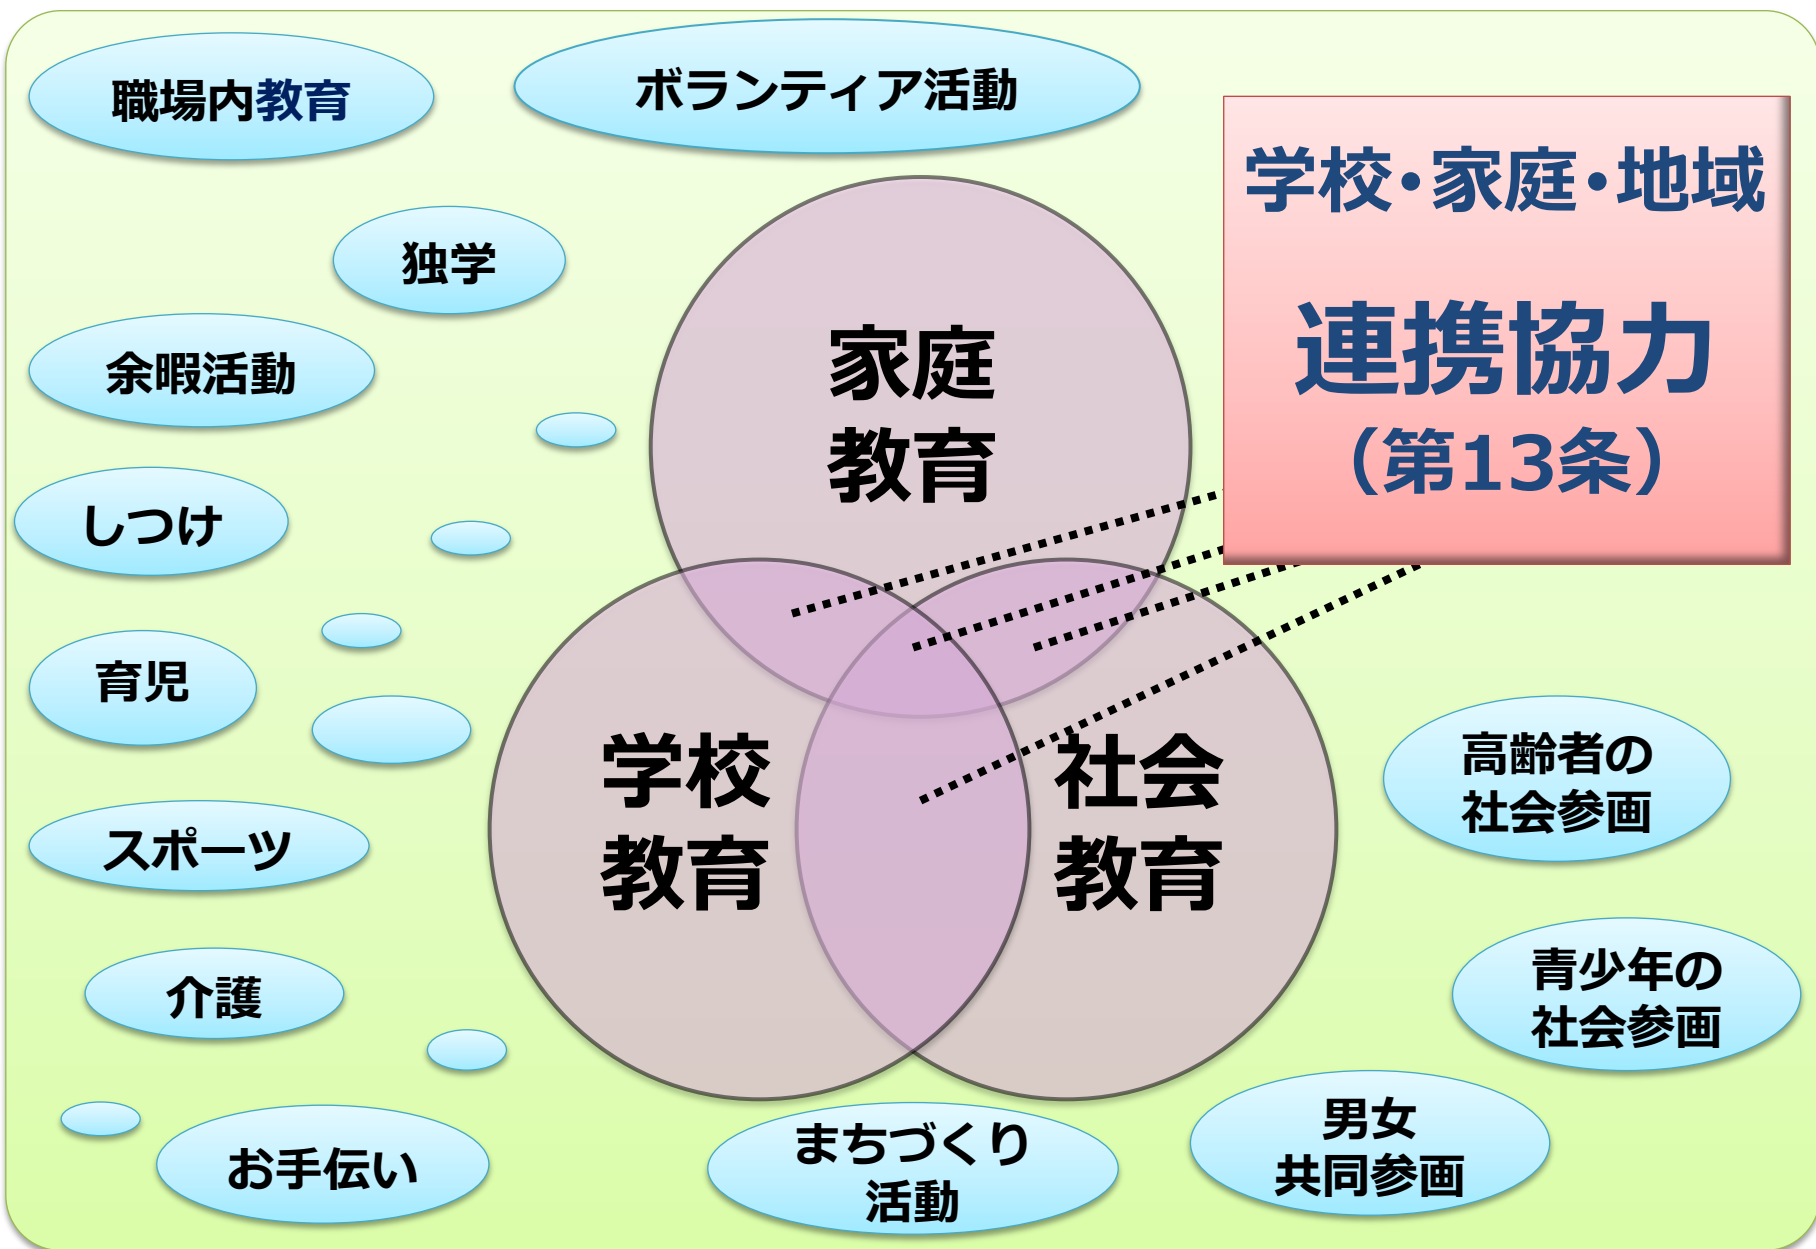 職場内教育
ボランティア活動
学校・家庭・地域
連携協力
（第13条）
独学
余暇活動
家庭
教育
しつけ
育児
学校
教育
社会
教育
高齢者の
社会参画
スポーツ
青少年の
社会参画
介護
男女
共同参画
お手伝い
まちづくり
活動